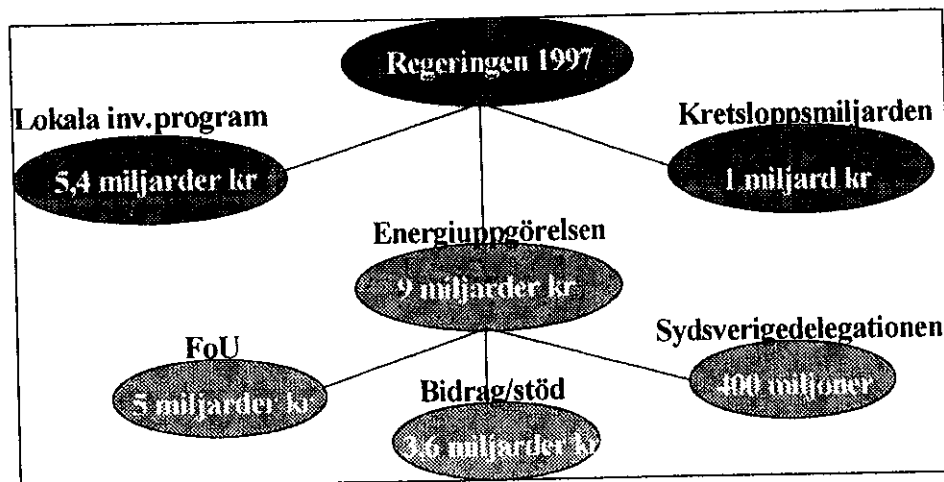 Regeringen 1997
Lokala inv.program
5,4 miljarder kr
Kretsloppsmiljarden
1 miljard kr
Energiuppgörelsen
9 miljarder kr
FoU
5 miljarder kr
Bidrag/stöd
3,6 miljarder kr
Sydsverigedelegationen
400 miljoner